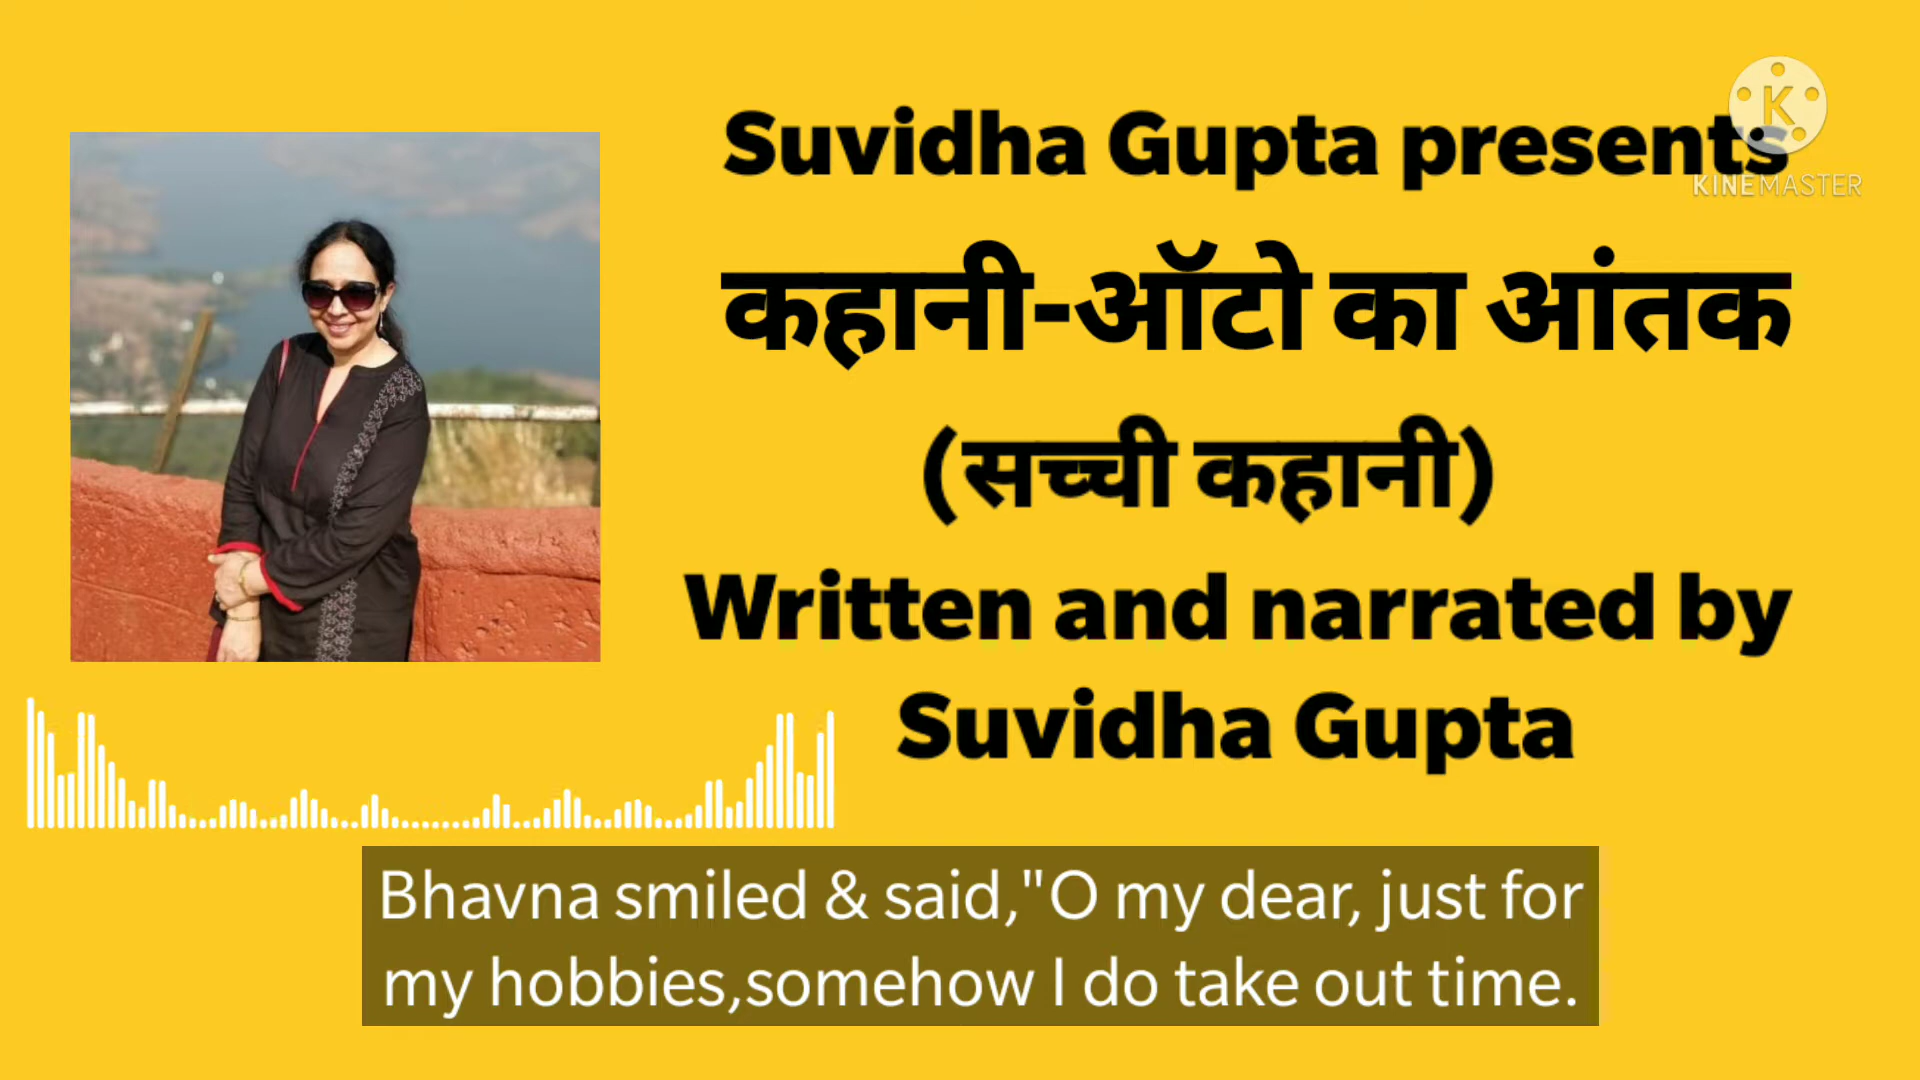 Suvidha Gupta presents
KINEMASTER
कहानी-ऑटो का आंतक
(सच्ची कहानी)
Written and narrated by
Suvidha Gupta
Bhavna smiled & said,"O my dear, just for
my hobbies,somehow I do take out time.